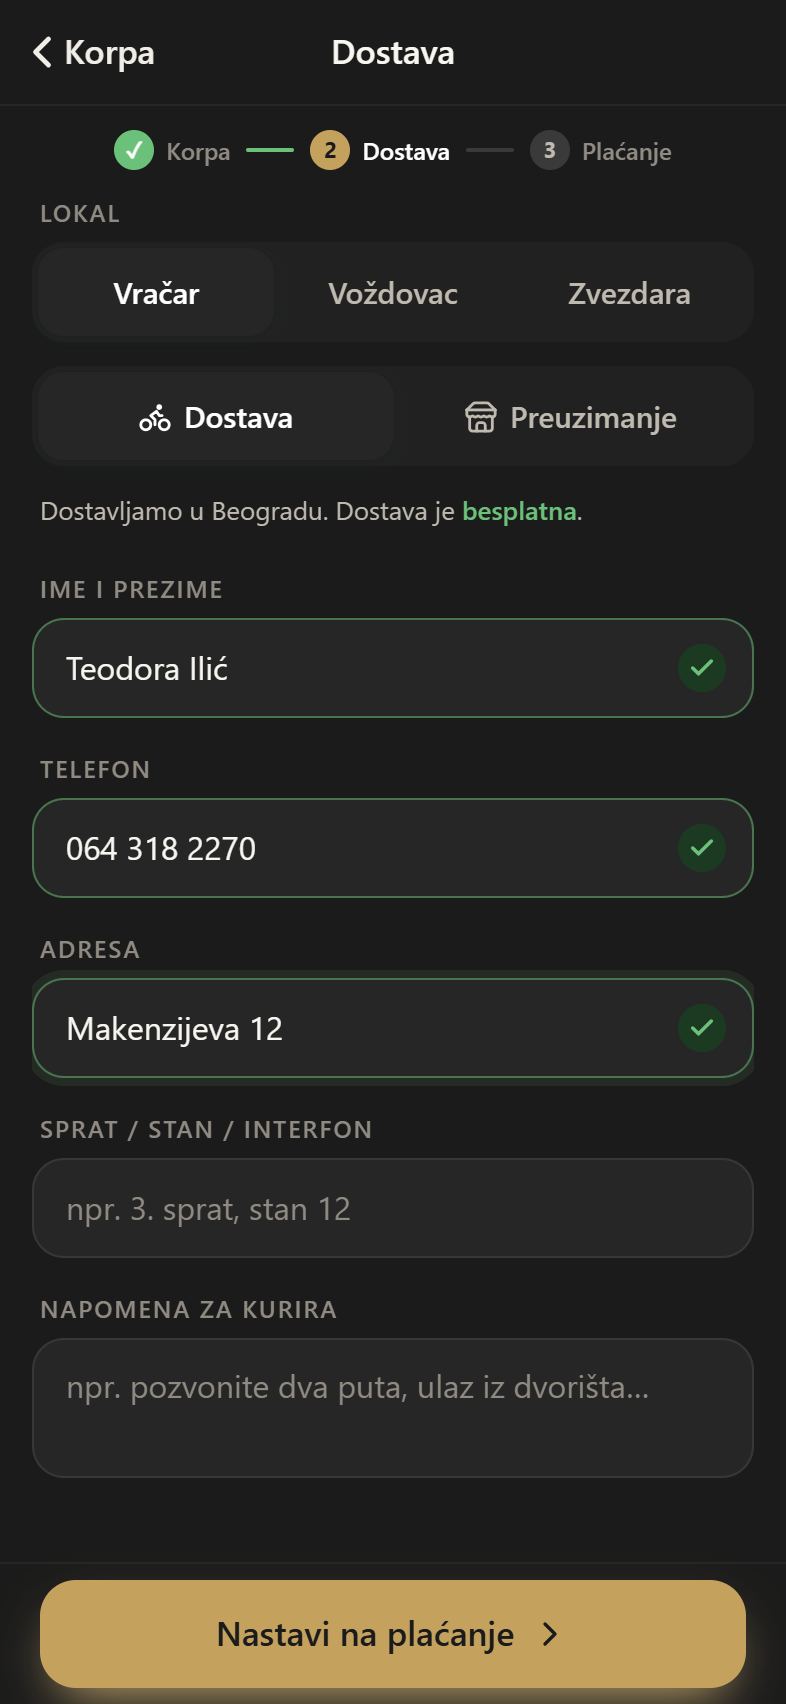 Korpa
Dostava
Korpa 2 Dostava 3 Plaćanje
LOKAL
Vračar Voždovac Zvezdara
Dostava Preuzimanje
Dostavljamo u Beogradu. Dostava je besplatna.
IME I PREZIME
Teodora Ilić
TELEFON
064 318 2270
ADRESA
Makenzijeva 12
SPRAT / STAN / INTERFON
npr. 3. sprat, stan 12
NAPOMENA ZA KURIRA
npr. pozvonite dva puta, ulaz iz dvorišta...
Nastavi na plaćanje